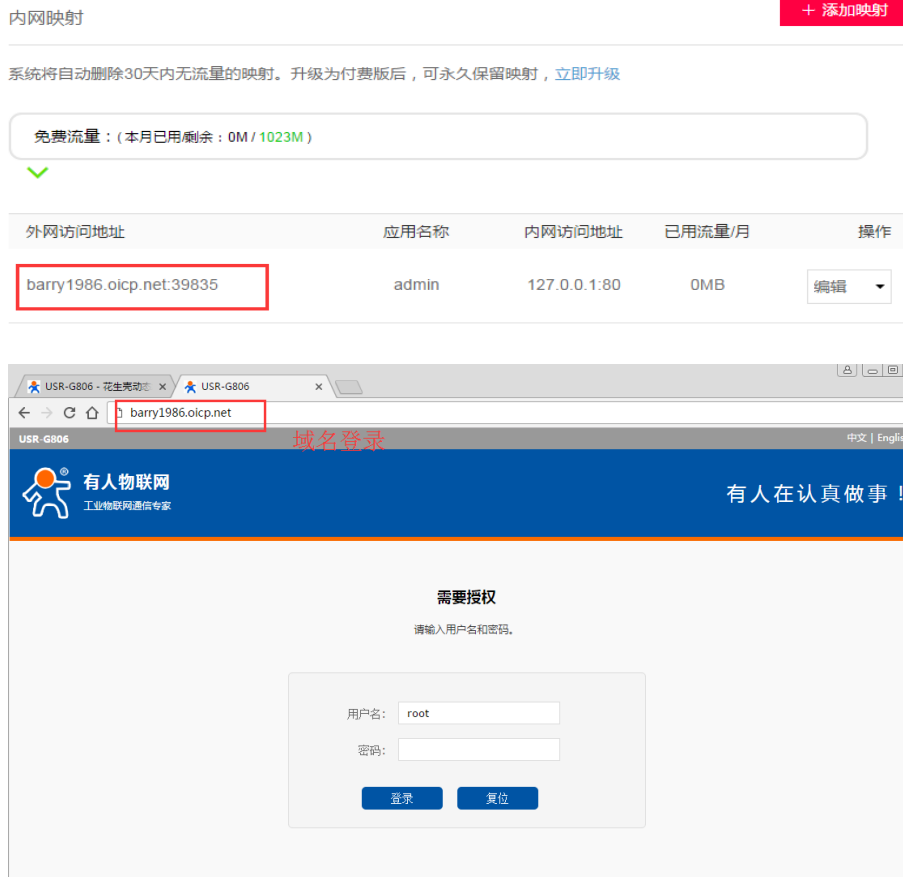 内网映射
＋ 添加映射
系统将自动删除30天内无流量的映射。升级为付费版后，可永久保留映射，立即升级
免费流量：(本月已用/剩余：0M / 1023M )
外网访问地址 应用名称 内网访问地址 已用流量/月 操作
barry1986.oicp.net:39835 admin 127.0.0.1:80 0MB 编辑
USR-G806 - 花生壳动 USR-G806
barry1986.oicp.net
USR-G806 域名登录 中文 | Englis
有人物联网®
工业物联网通信专家
有人在认真做事！
需要授权
请输入用户名和密码。
用户名： root
密码：
登录 复位